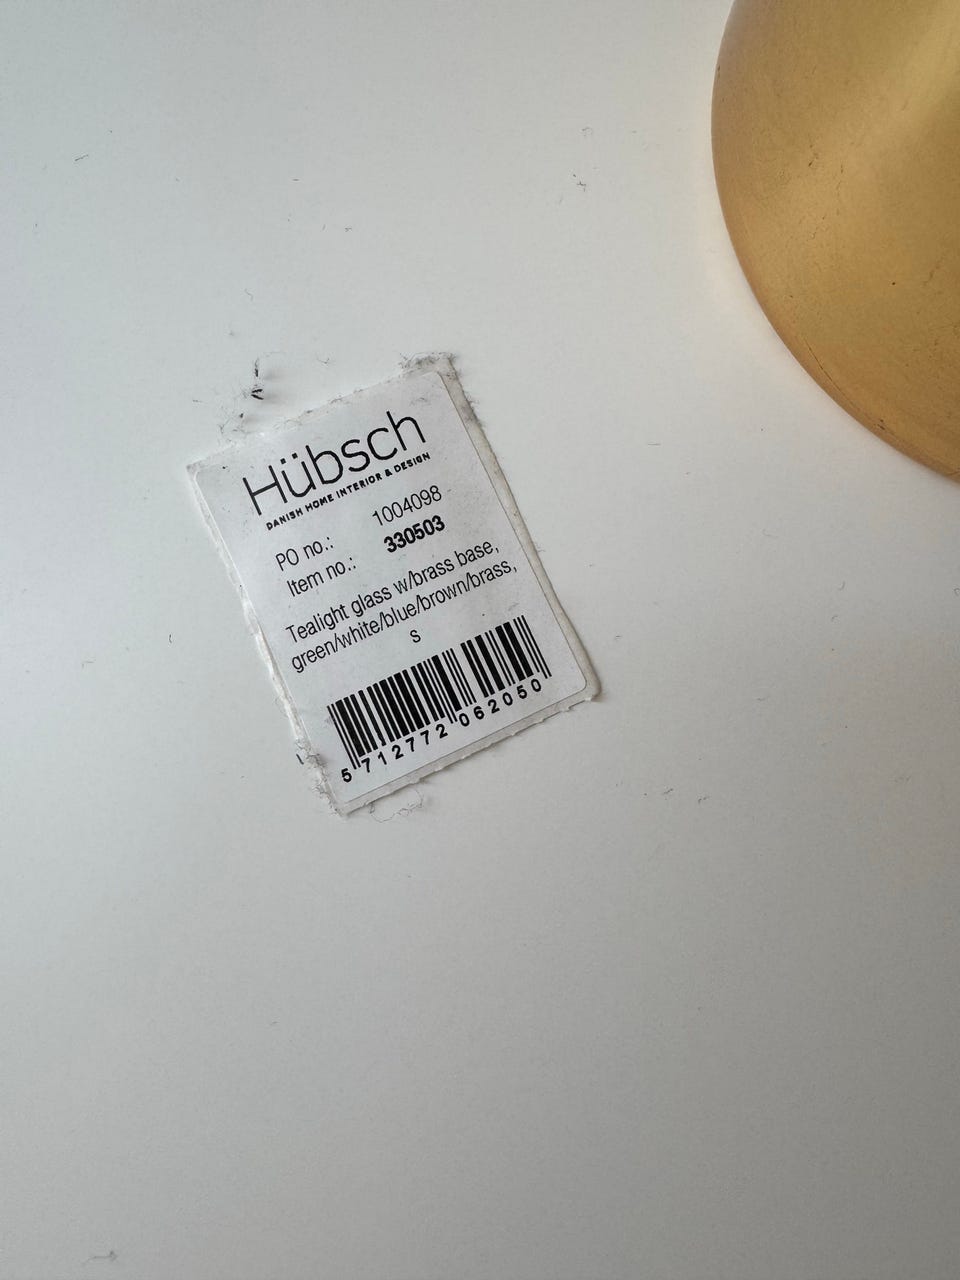 Hübsch
DANISH HOME INTERIOR & DESIGN
PO no.: 1004098
Item no.: 330503
Tealight glass w/brass base,
green/white/blue/brown/brass,
s
5 712772 062050